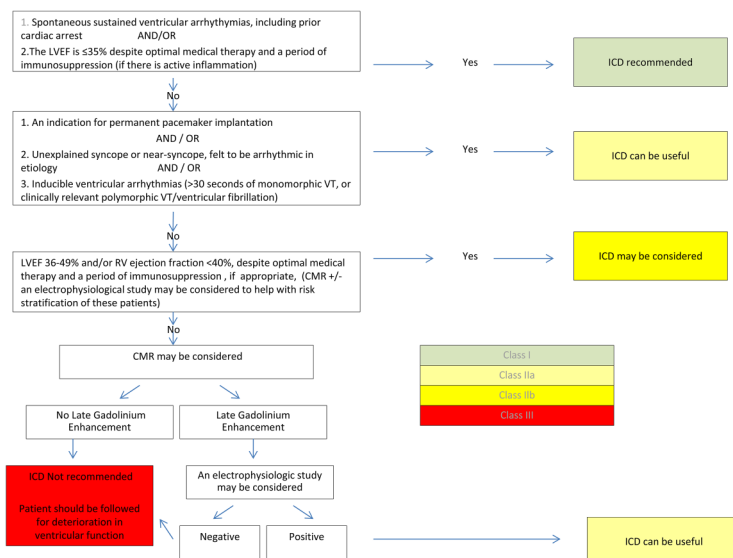 1. Spontaneous sustained ventricular arrhythymias, including prior
cardiac arrest AND/OR
2.The LVEF is ≤35% despite optimal medical therapy and a period of
immunosuppression (if there is active inflammation)
Yes
ICD recommended
No
1. An indication for permanent pacemaker implantation
AND / OR
2. Unexplained syncope or near-syncope, felt to be arrhythmic in
etiology AND / OR
3. Inducible ventricular arrhythmias (>30 seconds of monomorphic VT, or
clinically relevant polymorphic VT/ventricular fibrillation)
Yes
ICD can be useful
No
LVEF 36-49% and/or RV ejection fraction <40%, despite optimal medical
therapy and a period of immunosuppression , if appropriate, (CMR +/-
an electrophysiological study may be considered to help with risk
stratification of these patients)
Yes
ICD may be considered
No
CMR may be considered
Class I
Class IIa
Class IIb
Class III
No Late Gadolinium
Enhancement
Late Gadolinium
Enhancement
ICD Not recommended
Patient should be followed
for deterioration in
ventricular function
An electrophysiologic study
may be considered
Negative
Positive
ICD can be useful